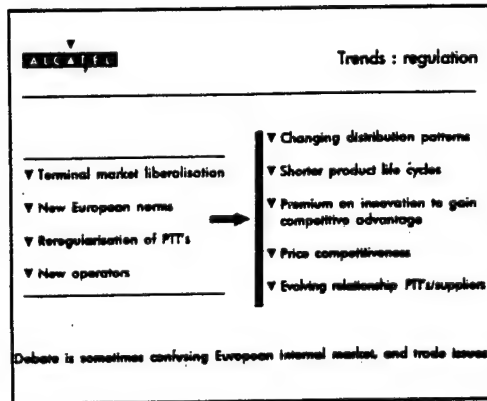 ALCATEL
Trends : regulation
▼ Terminal market liberalisation
▼ New European norms
▼ Reregularisation of PTT's
▼ New operators
▼ Changing distribution patterns
▼ Shorter product life cycles
▼ Premium on innovation to gain
competitive advantage
▼ Price competitiveness
▼ Evolving relationship PTTs/suppliers
Debate is sometimes confusing European internal market, and trade issues